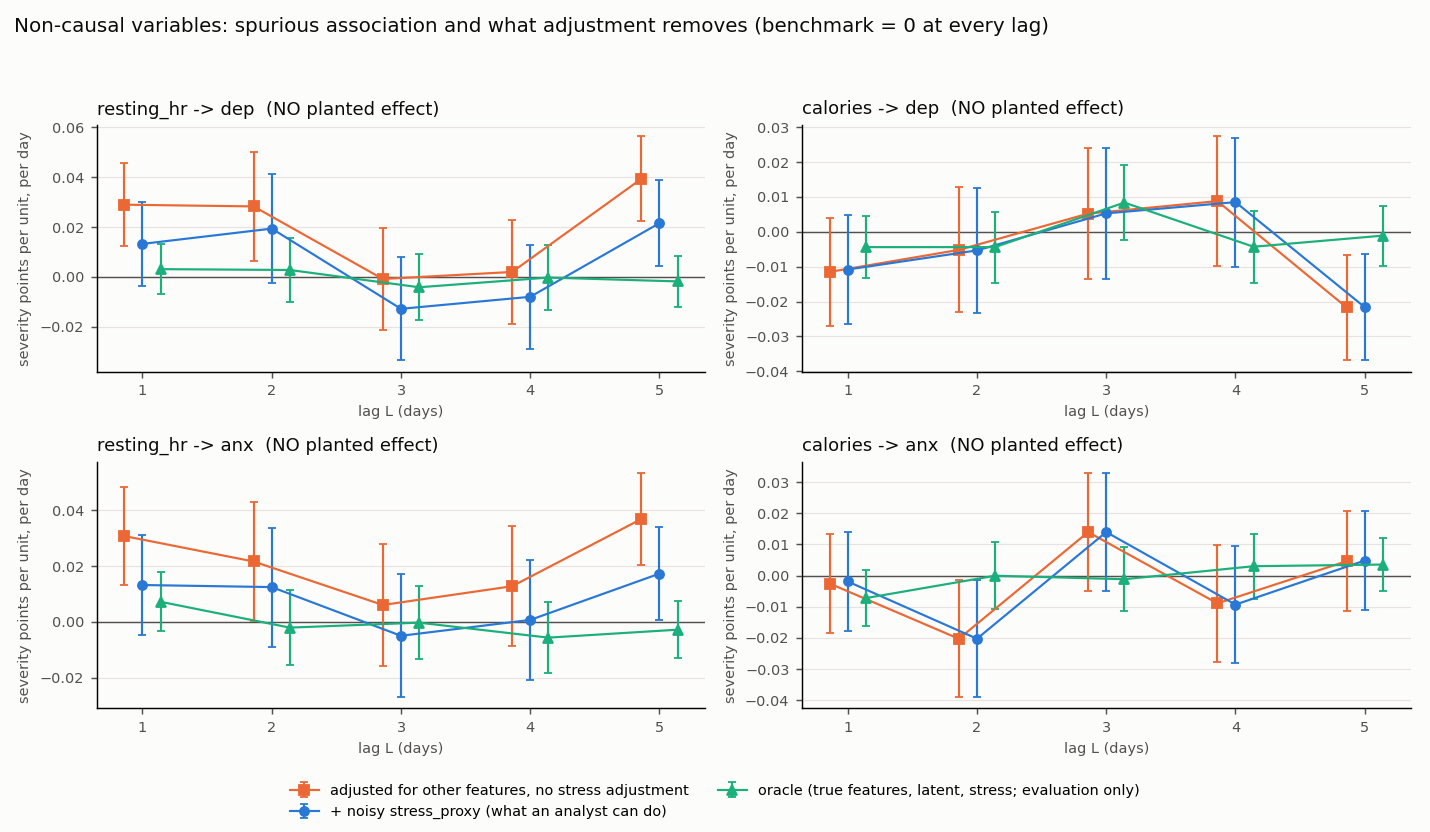 Non-causal variables: spurious association and what adjustment removes (benchmark = 0 at every lag)
resting_hr -> dep  (NO planted effect)
severity points per unit, per day
0.06
0.04
0.02
0.00
−0.02
1 2 3 4 5
lag L (days)
calories -> dep  (NO planted effect)
severity points per unit, per day
0.03
0.02
0.01
0.00
−0.01
−0.02
−0.03
−0.04
1 2 3 4 5
lag L (days)
resting_hr -> anx  (NO planted effect)
severity points per unit, per day
0.04
0.02
0.00
−0.02
1 2 3 4 5
lag L (days)
calories -> anx  (NO planted effect)
severity points per unit, per day
0.03
0.02
0.01
0.00
−0.01
−0.02
−0.03
−0.04
1 2 3 4 5
lag L (days)
adjusted for other features, no stress adjustment
+ noisy stress_proxy (what an analyst can do)
oracle (true features, latent, stress; evaluation only)